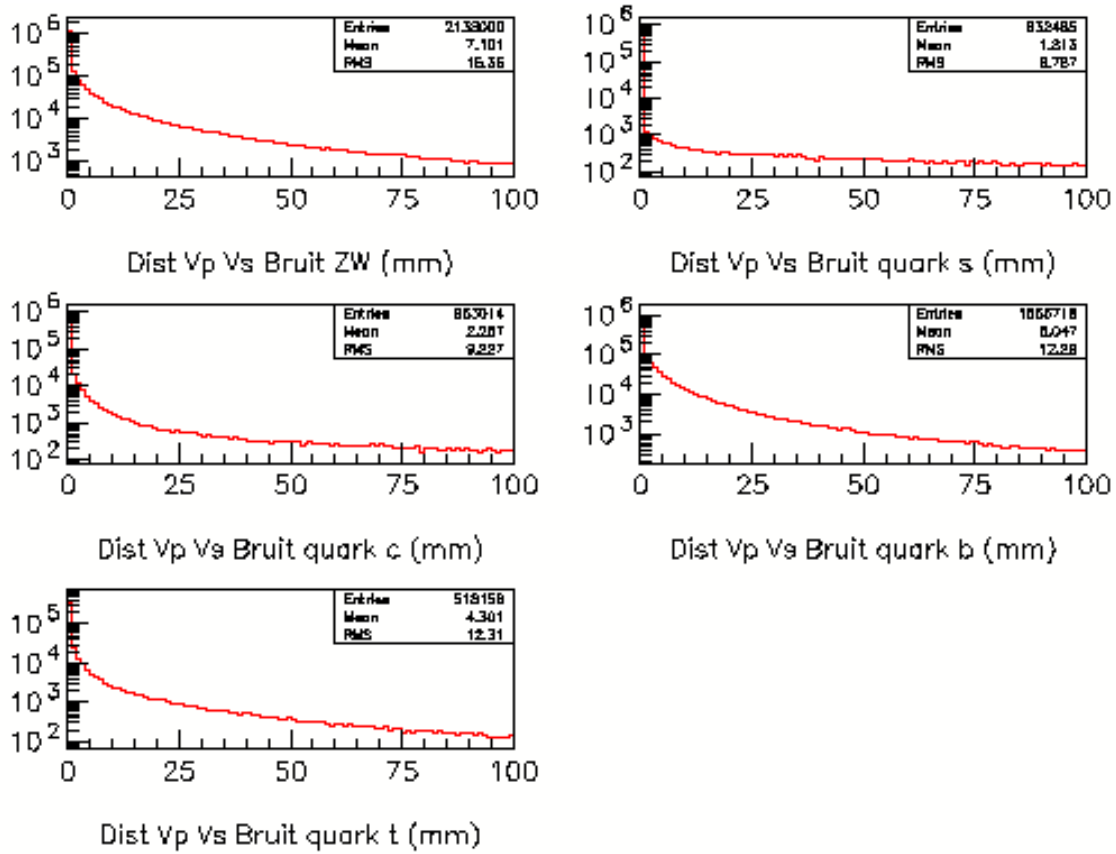 10^6
10^5
10^4
10^3
Entries
Mean 7.101
RMS
0 25 50 75 100
Dist Vp Vs Bruit ZW (mm)
10^6
10^5
10^4
10^3
10^2
Entries
Mean 1.813
RMS
0 25 50 75 100
Dist Vp Vs Bruit quark s (mm)
10^6
10^5
10^4
10^3
10^2
Entries
Mean
RMS 9.227
0 25 50 75 100
Dist Vp Vs Bruit quark c (mm)
10^6
10^5
10^4
10^3
Entries
Mean
RMS 12.28
0 25 50 75 100
Dist Vp Vs Bruit quark b (mm)
10^5
10^4
10^3
10^2
Entries
Mean 4.301
RMS 12.31
0 25 50 75 100
Dist Vp Vs Bruit quark t (mm)